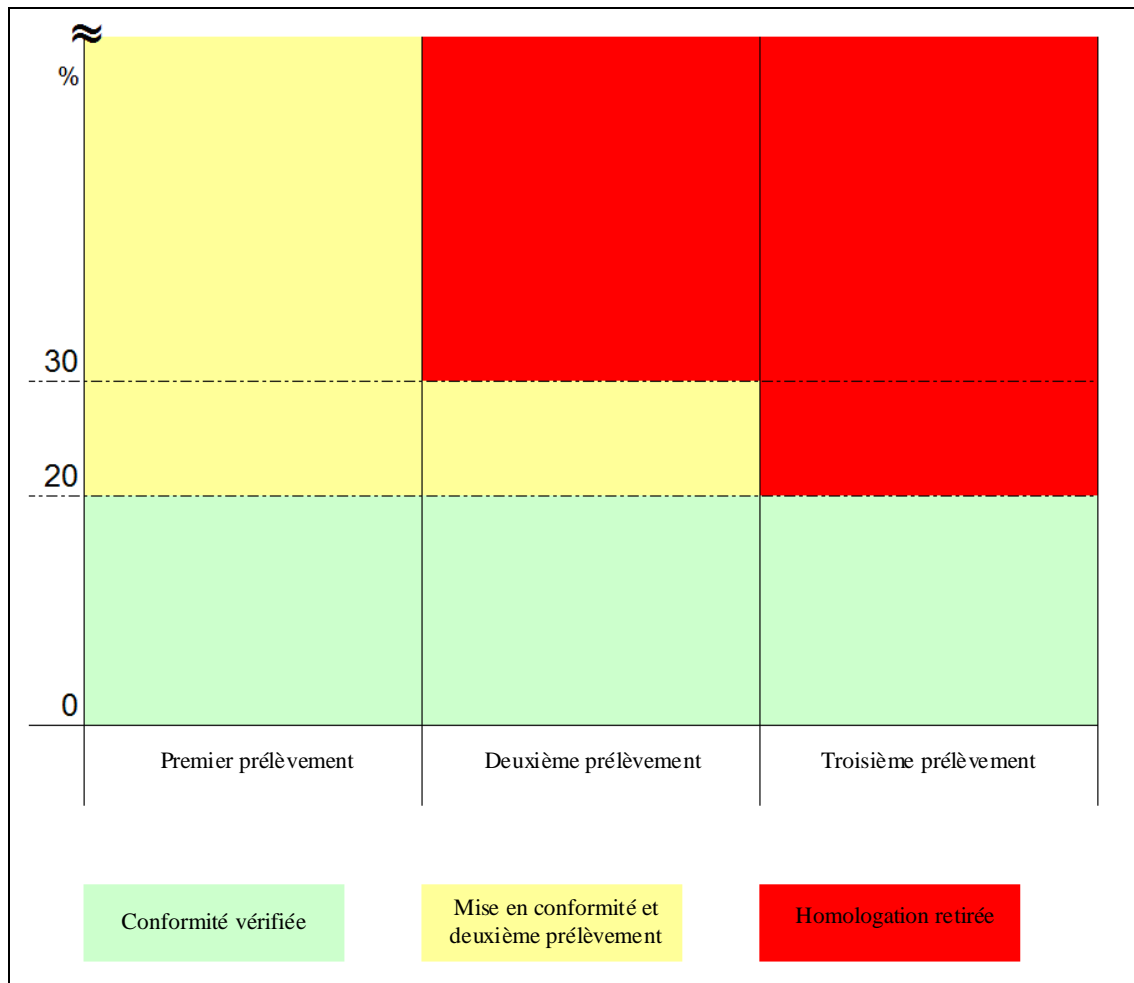 %
30
20
0
Premier prélèvement
Deuxième prélèvement
Troisième prélèvement
Conformité vérifiée
Mise en conformité et
deuxième prélèvement
Homologation retirée